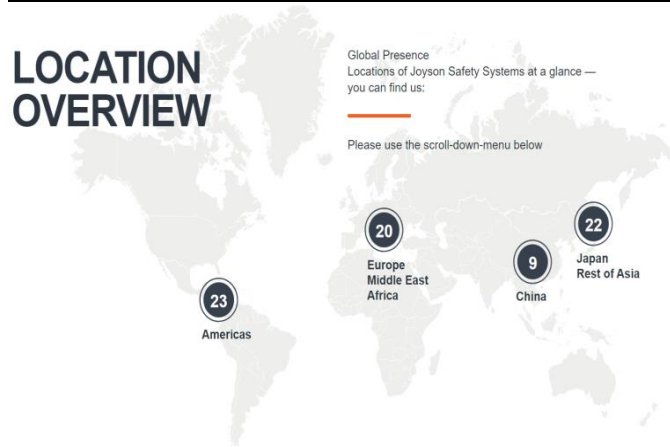 LOCATION
OVERVIEW
Global Presence
Locations of Joyson Safety Systems at a glance —
you can find us:
Please use the scroll-down-menu below
20
Europe
Middle East
Africa
22
Japan
Rest of Asia
9
China
23
Americas